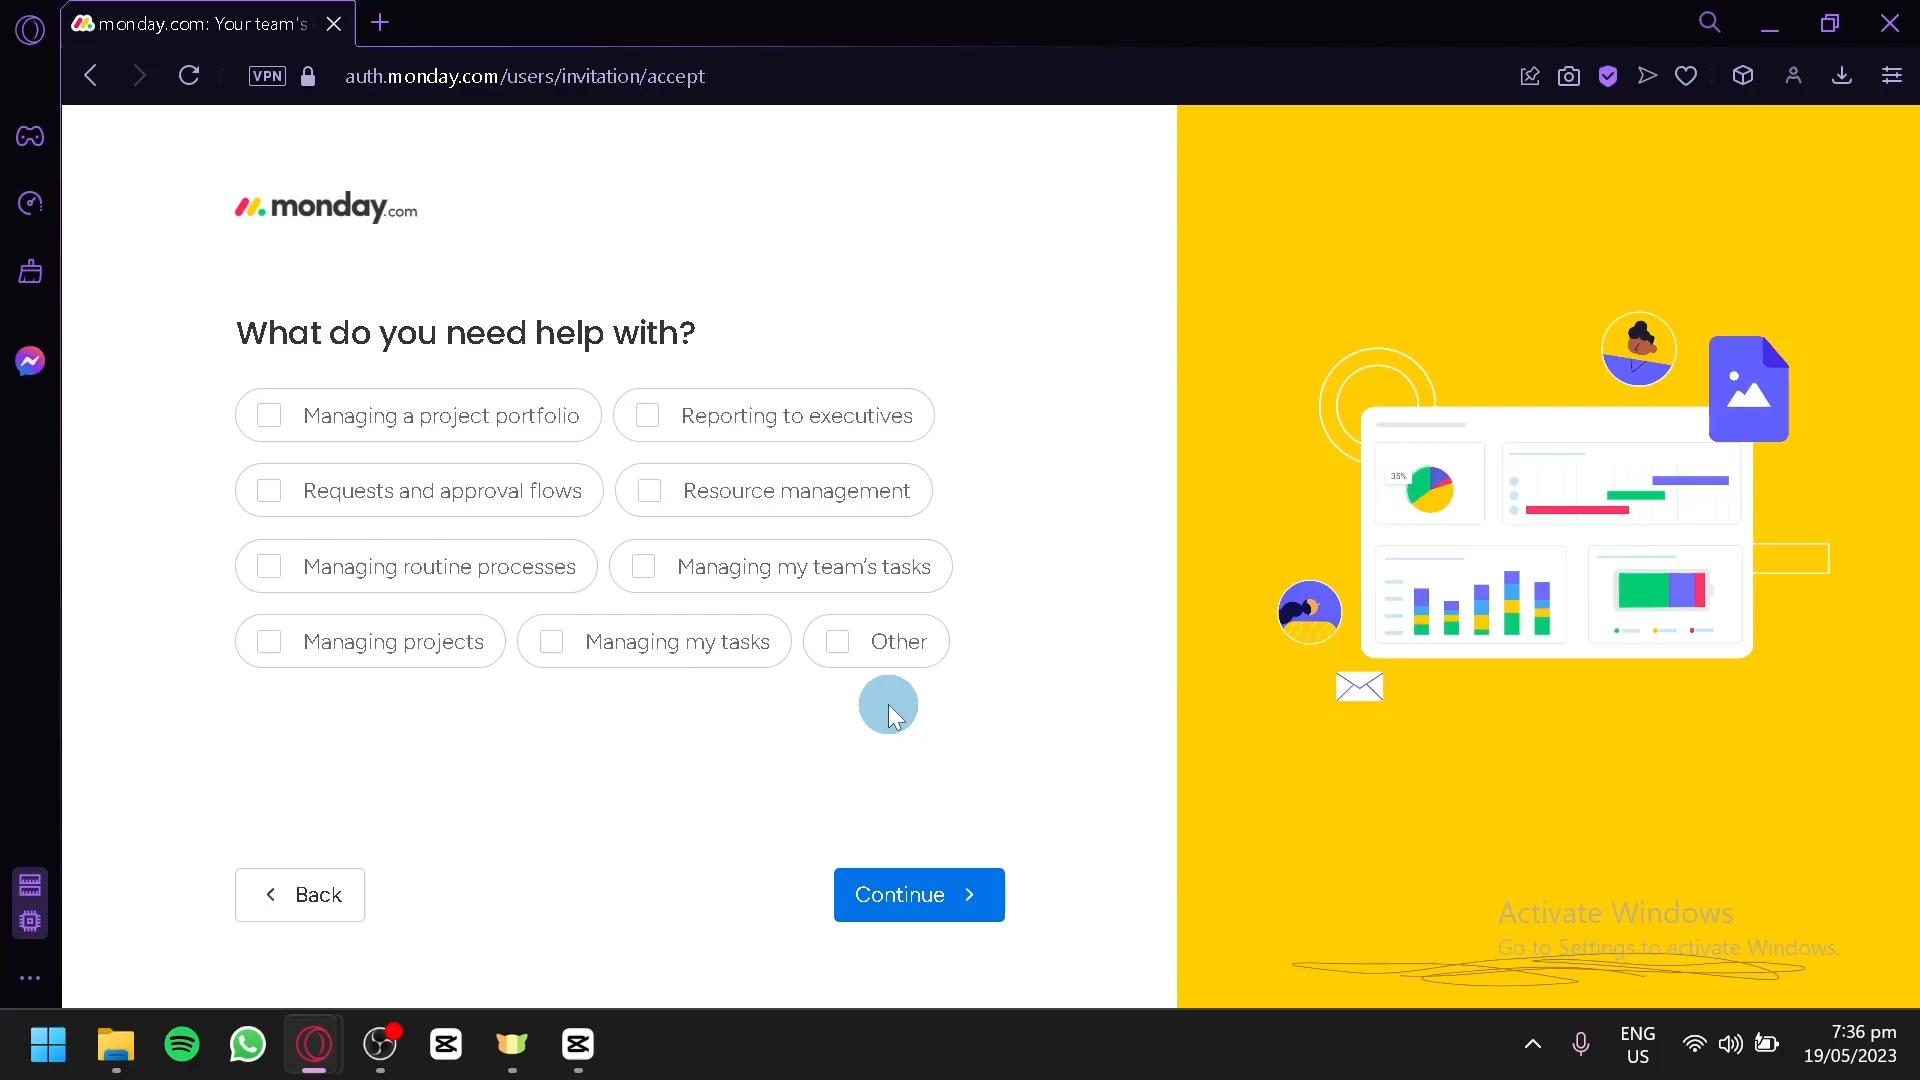 monday.com: Your team's
VPN
auth.monday.com/users/invitation/accept
monday.com
What do you need help with?
Managing a project portfolio
Reporting to executives
Requests and approval flows
Resource management
Managing routine processes
Managing my team's tasks
Managing projects
Managing my tasks
Other
35%
Back
Continue
Activate Windows
Go to Settings to activate Windows.
ENG
US
7:36 pm
19/05/2023